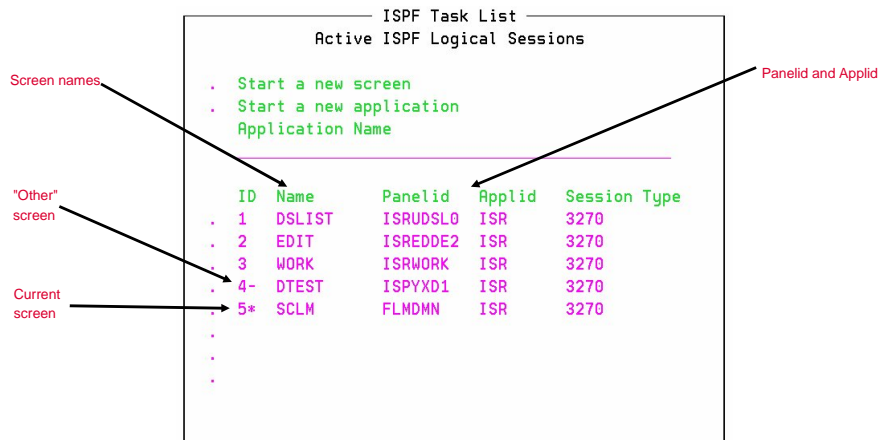 ISPF Task List
Active ISPF Logical Sessions
Screen names
Panelid and Applid
. Start a new screen
. Start a new application
Application Name
ID Name Panelid Applid Session Type
"Other"
screen
. 1 DSLIST ISRUDSL0 ISR 3270
. 2 EDIT ISREDDE2 ISR 3270
. 3 WORK ISRWORK ISR 3270
. 4- DTEST ISPYXD1 ISR 3270
Current
screen
. 5* SCLM FLMDMN ISR 3270
.
.
.